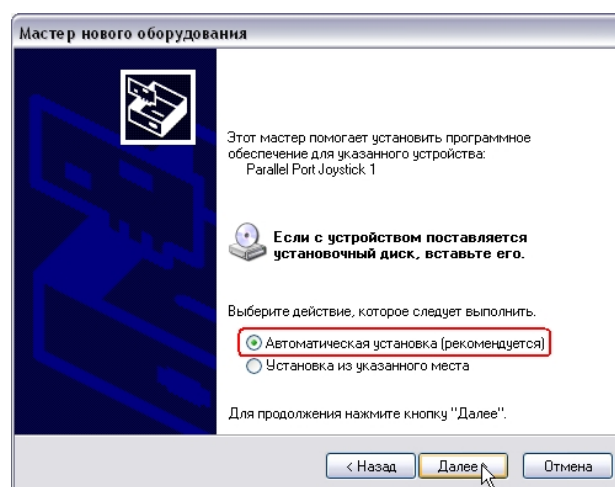 Мастер нового оборудования
Этот мастер помогает установить программное
обеспечение для указанного устройства:
Parallel Port Joystick 1
Если с устройством поставляется
установочный диск, вставьте его.
Выберите действие, которое следует выполнить.
Автоматическая установка (рекомендуется)
Установка из указанного места
Для продолжения нажмите кнопку "Далее".
< Назад Далее > Отмена